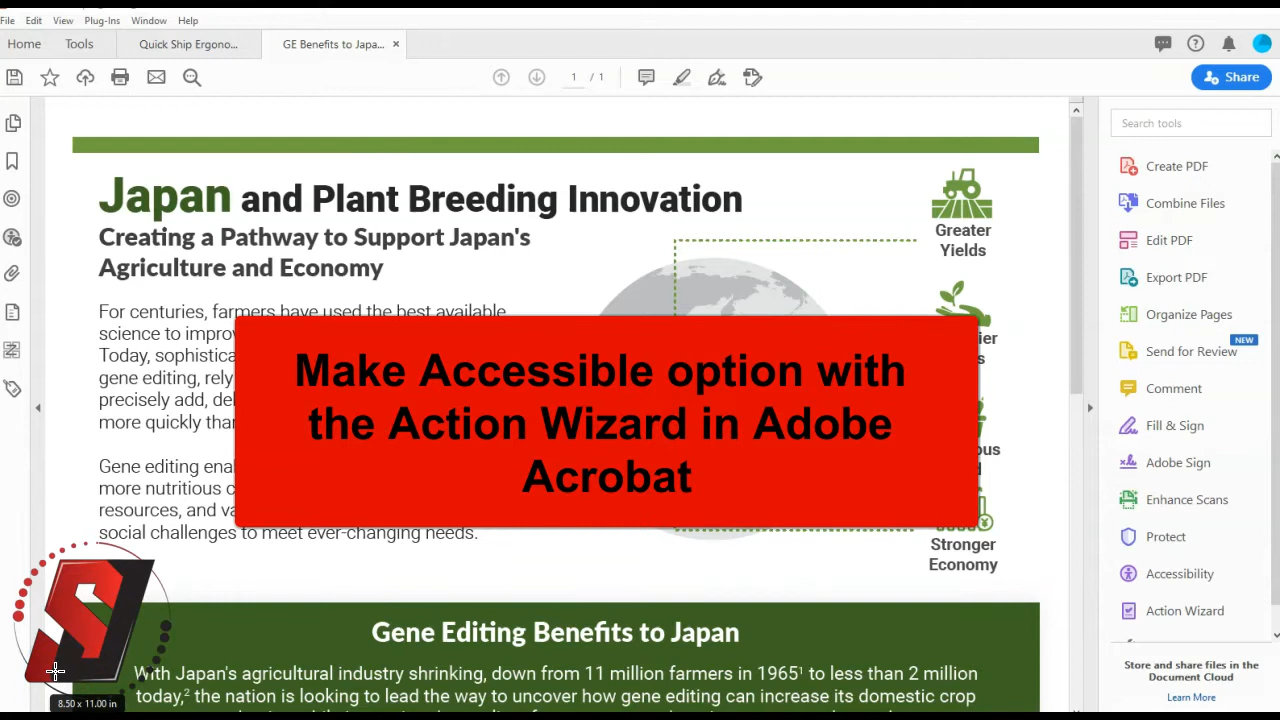 File Edit View Plug-Ins Window Help
Home Tools Quick Ship Ergono... GE Benefits to Japa... ×
1 / 1
Share
Search tools
Create PDF
Combine Files
Edit PDF
Export PDF
Organize Pages
NEW
Send for Review
Comment
Fill & Sign
Adobe Sign
Enhance Scans
Protect
Accessibility
Action Wizard
Store and share files in the
Document Cloud
Learn More
Japan and Plant Breeding Innovation
Creating a Pathway to Support Japan's
Agriculture and Economy
For centuries, farmers have used the best available
science to improv
Today, sophistica
gene editing, rely
precisely add, del
more quickly than
Gene editing ena
more nutritious c
resources, and va
social challenges to meet ever-changing needs.
Greater
Yields
Stronger
Economy
Make Accessible option with
the Action Wizard in Adobe
Acrobat
Gene Editing Benefits to Japan
With Japan's agricultural industry shrinking, down from 11 million farmers in 1965¹ to less than 2 million
today,² the nation is looking to lead the way to uncover how gene editing can increase its domestic crop
8.50 x 11.00 in